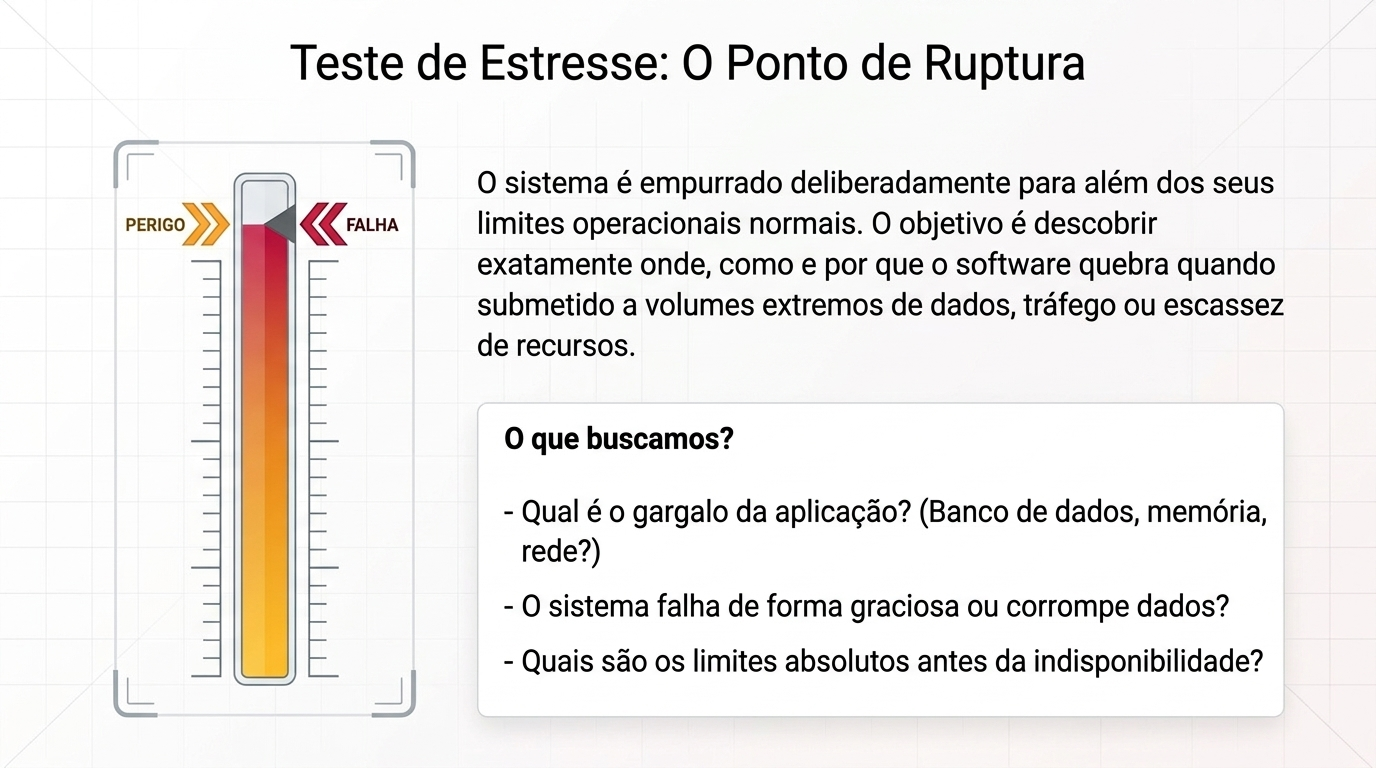 Teste de Estresse: O Ponto de Ruptura
PERIGO
FALHA
O sistema é empurrado deliberadamente para além dos seus
limites operacionais normais. O objetivo é descobrir
exatamente onde, como e por que o software quebra quando
submetido a volumes extremos de dados, tráfego ou escassez
de recursos.
O que buscamos?
- Qual é o gargalo da aplicação? (Banco de dados, memória,
rede?)
- O sistema falha de forma graciosa ou corrompe dados?
- Quais são os limites absolutos antes da indisponibilidade?